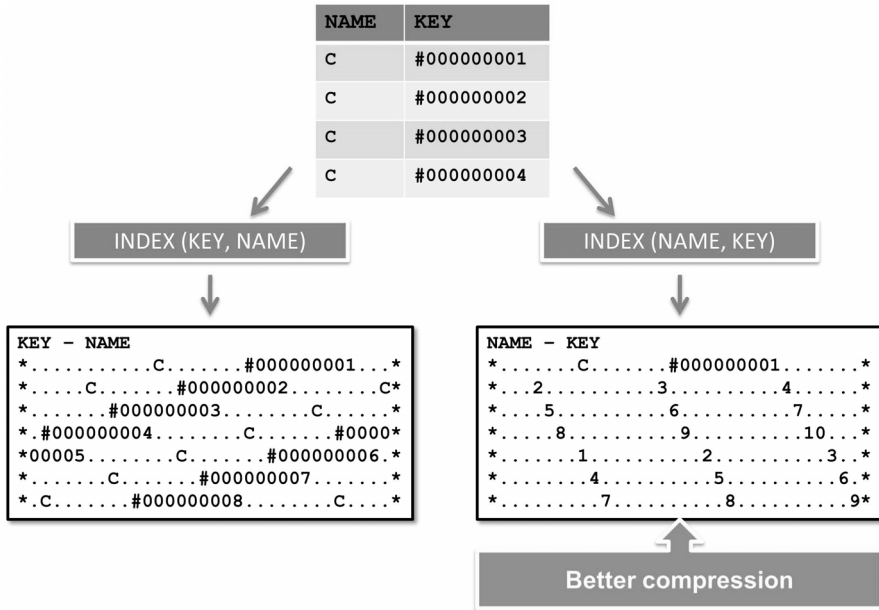 NAME KEY
C #000000001
C #000000002
C #000000003
C #000000004
INDEX (KEY, NAME)
INDEX (NAME, KEY)
KEY – NAME
*...........C.......#000000001...*
*.....C.......#000000002........C*
*.......#000000003........C......*
*.#000000004........C.......#0000*
*00005........C.......#000000006.*
*.......C.......#000000007.......*
*.C.......#000000008........C....*
NAME – KEY
*.......C.......#000000001.......*
*...2..........3..........4......*
*....5..........6..........7.....*
*.....8..........9..........10...*
*.......1..........2..........3..*
*........4..........5..........6.*
*.........7..........8..........9*
Better compression